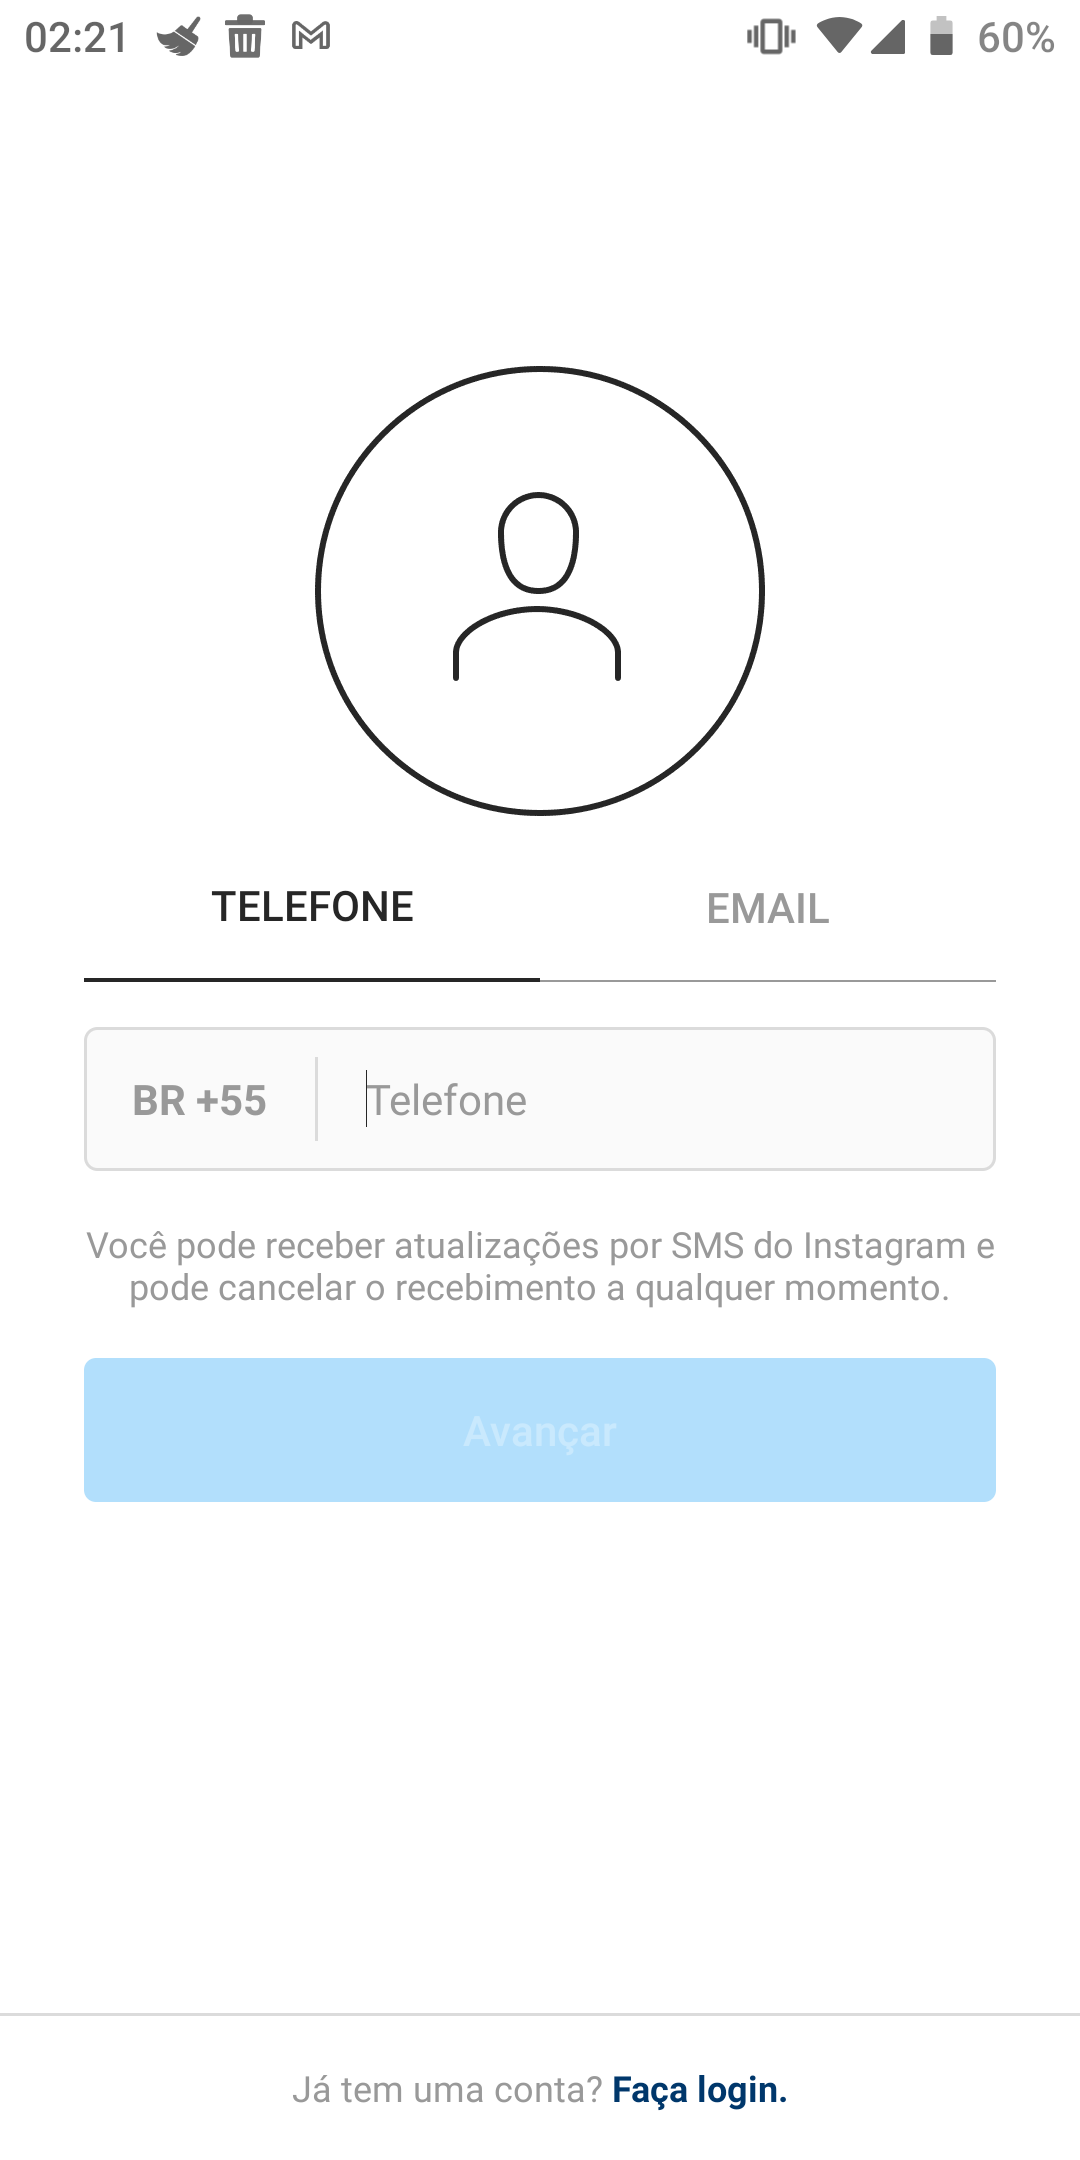 02:21
60%
TELEFONE
EMAIL
BR +55
Telefone
Você pode receber atualizações por SMS do Instagram e
pode cancelar o recebimento a qualquer momento.
Avançar
Já tem uma conta? Faça login.